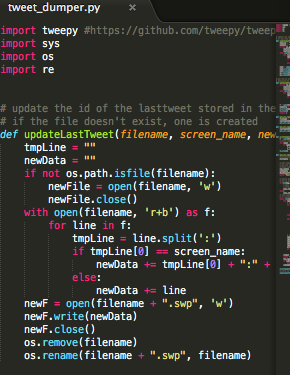 tweet_dumper.py ×
import tweepy #https://github.com/tweepy/tweep
import sys
import os
import re
# update the id of the lasttweet stored in the
# if the file doesn't exist, one is created
def updateLastTweet(filename, screen_name, new
    tmpLine = ""
    newData = ""
    if not os.path.isfile(filename):
        newFile = open(filename, 'w')
        newFile.close()
    with open(filename, 'r+b') as f:
        for line in f:
            tmpLine = line.split(':')
            if tmpLine[0] == screen_name:
                newData += tmpLine[0] + ":" +
            else:
                newData += line
    newF = open(filename + ".swp", 'w')
    newF.write(newData)
    newF.close()
    os.remove(filename)
    os.rename(filename + ".swp", filename)